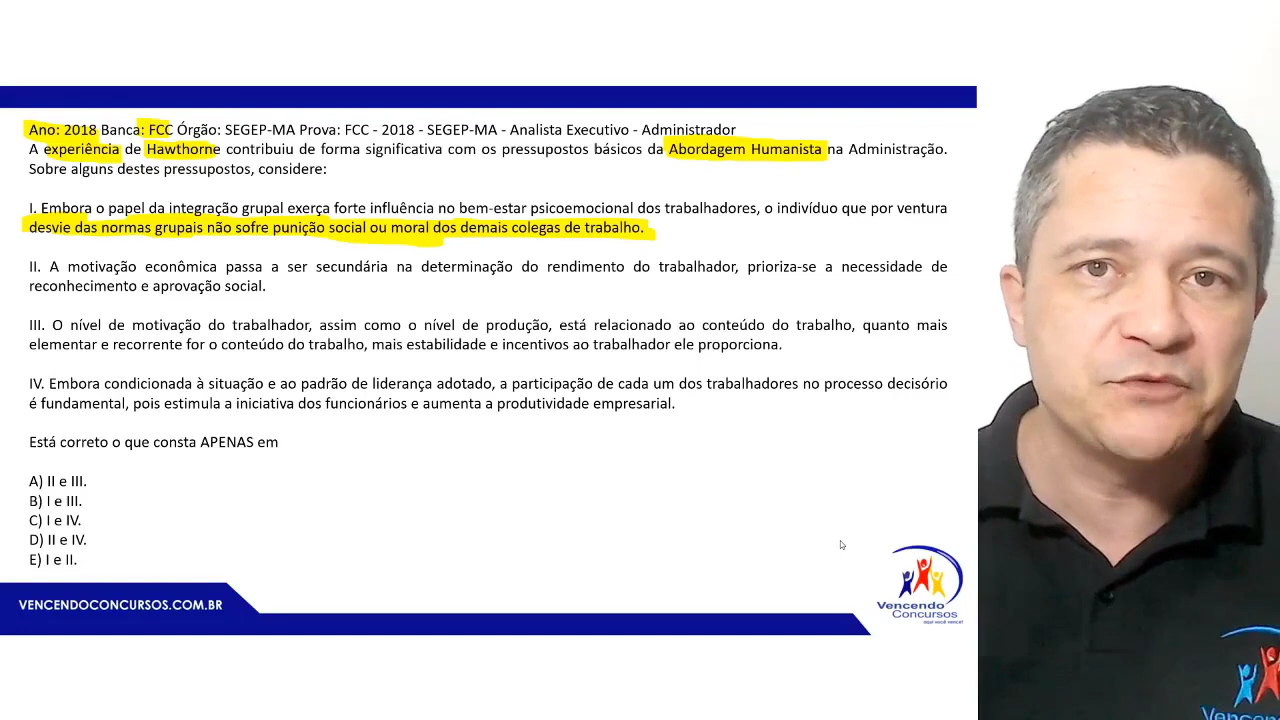 Ano: 2018 Banca: FCC Órgão: SEGEP-MA Prova: FCC - 2018 - SEGEP-MA - Analista Executivo - Administrador
A experiência de Hawthorne contribuiu de forma significativa com os pressupostos básicos da Abordagem Humanista na Administração.
Sobre alguns destes pressupostos, considere:
I. Embora o papel da integração grupal exerça forte influência no bem-estar psicoemocional dos trabalhadores, o indivíduo que por ventura
desvie das normas grupais não sofre punição social ou moral dos demais colegas de trabalho.
II. A motivação econômica passa a ser secundária na determinação do rendimento do trabalhador, prioriza-se a necessidade de
reconhecimento e aprovação social.
III. O nível de motivação do trabalhador, assim como o nível de produção, está relacionado ao conteúdo do trabalho, quanto mais
elementar e recorrente for o conteúdo do trabalho, mais estabilidade e incentivos ao trabalhador ele proporciona.
IV. Embora condicionada à situação e ao padrão de liderança adotado, a participação de cada um dos trabalhadores no processo decisório
é fundamental, pois estimula a iniciativa dos funcionários e aumenta a produtividade empresarial.
Está correto o que consta APENAS em
A) II e III.
B) I e III.
C) I e IV.
D) II e IV.
E) I e II.
VENCENDOCONCURSOS.COM.BR
Vencendo
Concursos
aqui você vence!